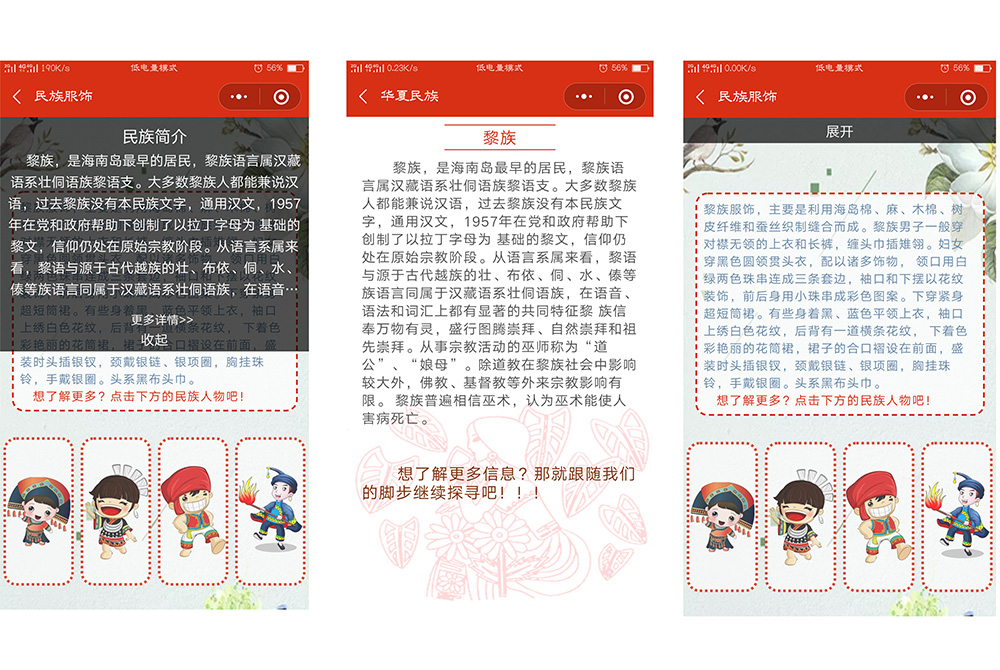 190K/s
低电量模式
56%
民族服饰
民族简介
黎族，是海南岛最早的居民，黎族语言属汉藏
语系壮侗语族黎语支。大多数黎族人都能兼说汉
语，过去黎族没有本民族文字，通用汉文，1957
年在党和政府帮助下创制了以拉丁字母为 基础的
黎文，信仰仍处在原始宗教阶段。从语言系属来
看，黎语与源于古代越族的壮、布依、侗、水、
傣等族语言同属于汉藏语系壮侗语族，在语音…
更多详情>>
收起
超短筒裙。有些身着黑、蓝色平领上衣，袖口
上绣白色花纹，后背有一道横条花纹， 下着色
彩艳丽的花筒裙，裙子的合口褶设在前面，盛
装时头插银钗，颈戴银链、银项圈，胸挂珠
铃，手戴银圈。头系黑布头巾。
想了解更多？点击下方的民族人物吧！
0.23K/s
低电量模式
56%
华夏民族
黎族
黎族，是海南岛最早的居民，黎族语
言属汉藏语系壮侗语族黎语支。大多数黎族
人都能兼说汉语，过去黎族没有本民族文
字，通用汉文，1957年在党和政府帮助下
创制了以拉丁字母为 基础的黎文，信仰仍
处在原始宗教阶段。从语言系属来看，黎语
与源于古代越族的壮、布依、侗、水、傣等
族语言同属于汉藏语系壮侗语族，在语音、
语法和词汇上都有显著的共同特征黎 族信
奉万物有灵，盛行图腾崇拜、自然崇拜和祖
先崇拜。从事宗教活动的巫师称为“道
公”、“娘母”。除道教在黎族社会中影响
较大外，佛教、基督教等外来宗教影响有
限。 黎族普遍相信巫术，认为巫术能使人
害病死亡。
想了解更多信息？那就跟随我们
的脚步继续探寻吧！！！
0.00K/s
低电量模式
56%
民族服饰
展开
黎族服饰，主要是利用海岛棉、麻、木棉、树
皮纤维和蚕丝织制缝合而成。黎族男子一般穿
对襟无领的上衣和长裤，缠头巾插雉翎。妇女
穿黑色圆领贯头衣，配以诸多饰物， 领口用白
绿两色珠串连成三条套边，袖口和下摆以花纹
装饰，前后身用小珠串成彩色图案。下穿紧身
超短筒裙。有些身着黑、蓝色平领上衣，袖口
上绣白色花纹，后背有一道横条花纹， 下着色
彩艳丽的花筒裙，裙子的合口褶设在前面，盛
装时头插银钗，颈戴银链、银项圈，胸挂珠
铃，手戴银圈。头系黑布头巾。
想了解更多？点击下方的民族人物吧！